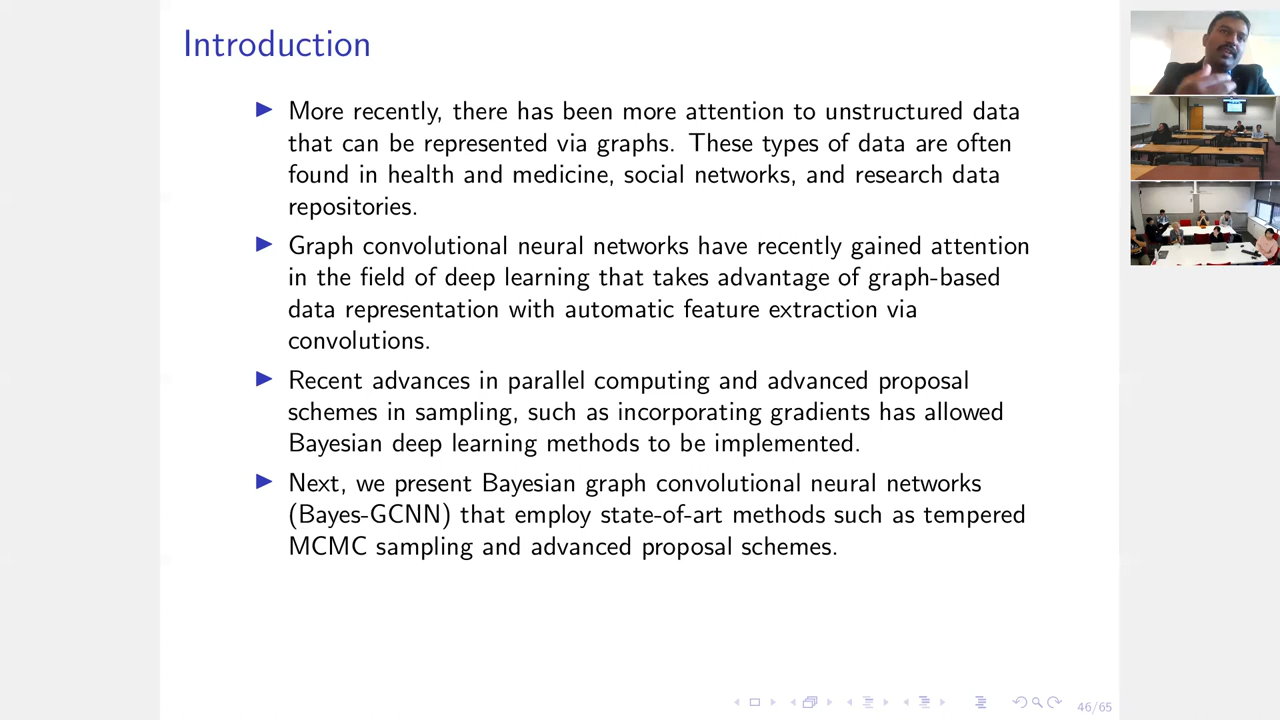 Introduction
More recently, there has been more attention to unstructured data
that can be represented via graphs. These types of data are often
found in health and medicine, social networks, and research data
repositories.
Graph convolutional neural networks have recently gained attention
in the field of deep learning that takes advantage of graph-based
data representation with automatic feature extraction via
convolutions.
Recent advances in parallel computing and advanced proposal
schemes in sampling, such as incorporating gradients has allowed
Bayesian deep learning methods to be implemented.
Next, we present Bayesian graph convolutional neural networks
(Bayes-GCNN) that employ state-of-art methods such as tempered
MCMC sampling and advanced proposal schemes.
46/65